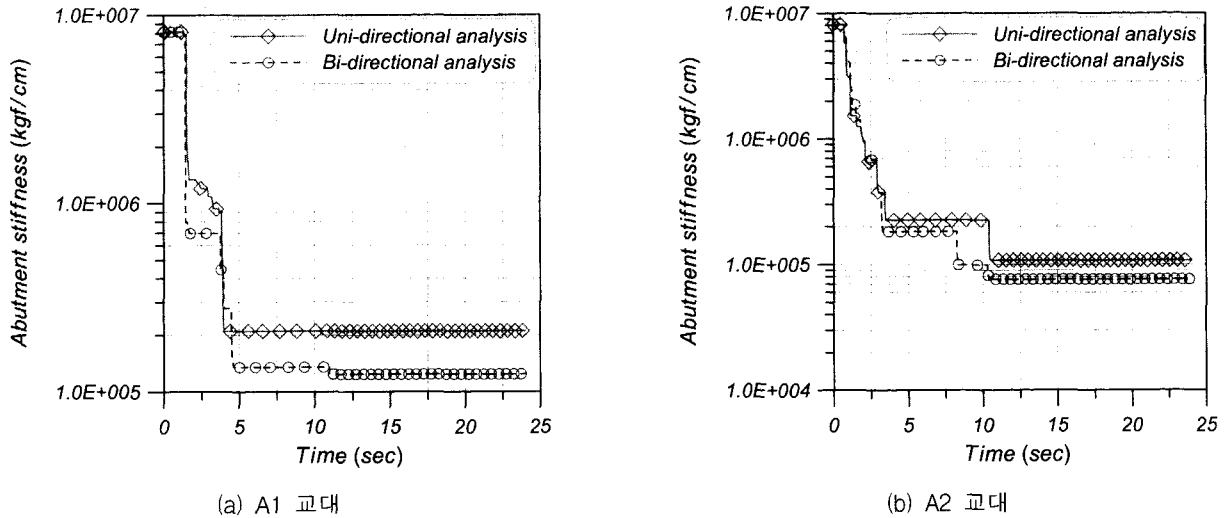 1.0E+007
Uni-directional analysis
Bi-directional analysis
Abutment stiffness (kgf/cm)
1.0E+006
1.0E+005
0 5 10 15 20 25
Time (sec)
(a) A1 교대
1.0E+007
Uni-directional analysis
Bi-directional analysis
Abutment stiffness (kgf/cm)
1.0E+006
1.0E+005
1.0E+004
0 5 10 15 20 25
Time (sec)
(b) A2 교대